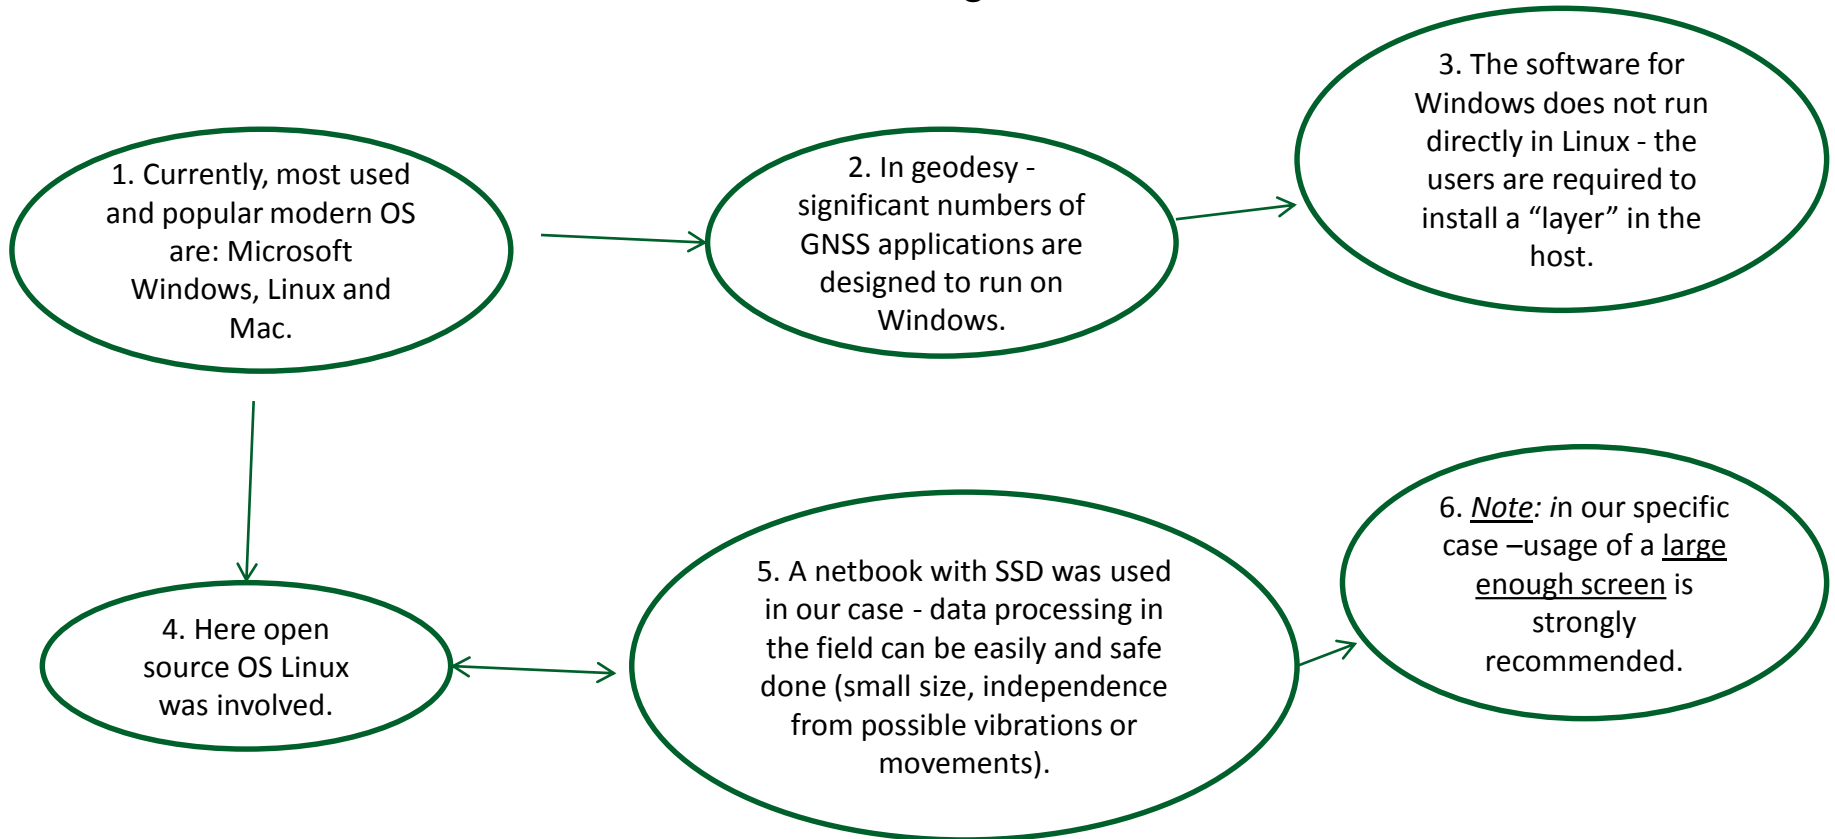 1. Currently, most used
and popular modern OS
are: Microsoft
Windows, Linux and
Mac.
2. In geodesy -
significant numbers of
GNSS applications are
designed to run on
Windows.
3. The software for
Windows does not run
directly in Linux - the
users are required to
install a “layer” in the
host.
4. Here open
source OS Linux
was involved.
5. A netbook with SSD was used
in our case - data processing in
the field can be easily and safe
done (small size, independence
from possible vibrations or
movements).
6. Note: in our specific
case –usage of a large
enough screen is
strongly
recommended.